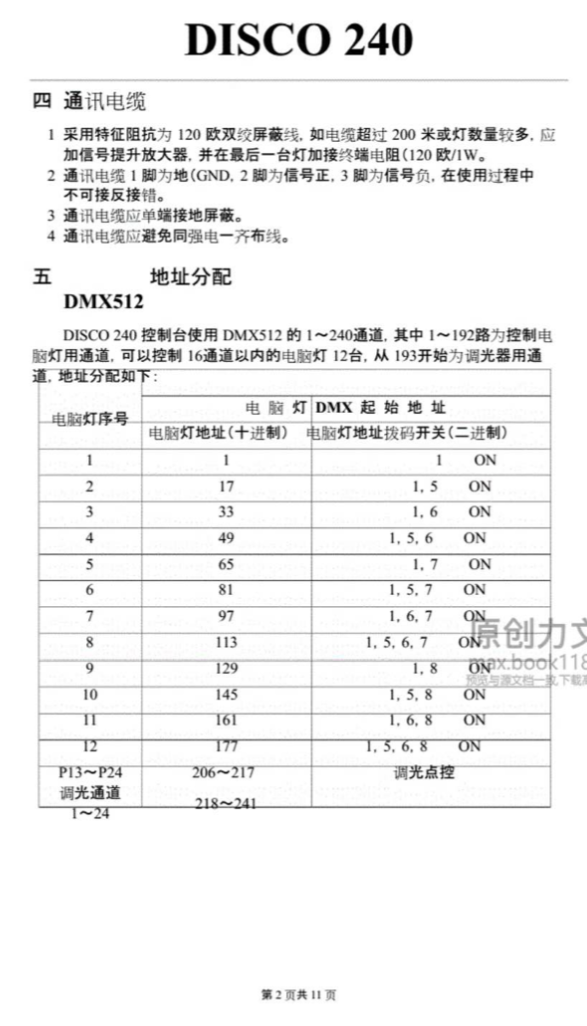 DISCO 240
四 通讯电缆
1 采用特征阻抗为 120 欧双绞屏蔽线, 如电缆超过 200 米或灯数量较多, 应
加信号提升放大器, 并在最后一台灯加接终端电阻(120 欧/1W。
2 通讯电缆 1 脚为地(GND, 2 脚为信号正, 3 脚为信号负, 在使用过程中
不可接反接错。
3 通讯电缆应单端接地屏蔽。
4 通讯电缆应避免同强电一齐布线。
五 地址分配
DMX512
DISCO 240 控制台使用 DMX512 的 1～240通道, 其中 1～192路为控制电
脑灯用通道, 可以控制 16通道以内的电脑灯 12台, 从 193开始为调光器用通
道, 地址分配如下:
电脑灯序号 电 脑 灯 DMX 起 始 地 址
电脑灯地址(十进制) 电脑灯地址拨码开关(二进制)
1 1 1 ON
2 17 1, 5 ON
3 33 1, 6 ON
4 49 1, 5, 6 ON
5 65 1, 7 ON
6 81 1, 5, 7 ON
7 97 1, 6, 7 ON
8 113 1, 5, 6, 7 ON
9 129 1, 8 ON
10 145 1, 5, 8 ON
11 161 1, 6, 8 ON
12 177 1, 5, 6, 8 ON
P13～P24 206～217 调光点控
调光通道
1～24 218～241
原创力文
max.book118
预览与源文档一致,下载高
第 2 页共 11 页